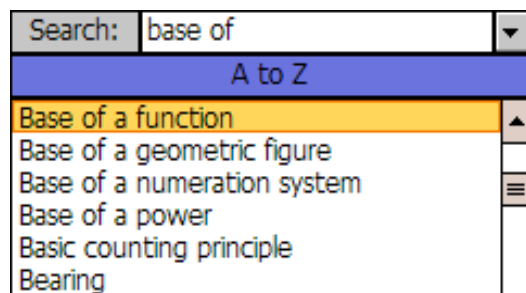 Search: base of
A to Z
Base of a function
Base of a geometric figure
Base of a numeration system
Base of a power
Basic counting principle
Bearing